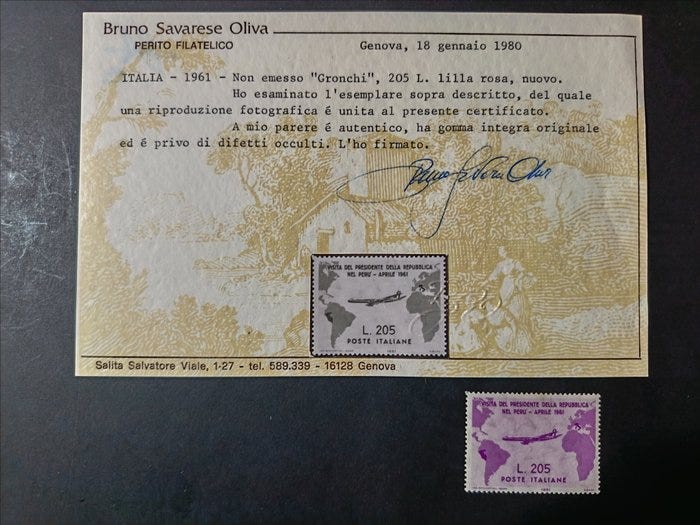 Bruno Savarese Oliva
PERITO FILATELICO
Genova, 18 gennaio 1980
ITALIA - 1961 - Non emesso "Gronchi", 205 L. lilla rosa, nuovo.
Ho esaminato l'esemplare sopra descritto, del quale
una riproduzione fotografica é unita al presente certificato.
A mio parere é autentico, ha gomma integra originale
ed é privo di difetti occulti. L'ho firmato.
VISITA DEL PRESIDENTE DELLA REPUBBLICA
NEL PERU' - APRILE 1961
L. 205
POSTE ITALIANE
1961
Salita Salvatore Viale, 1-27 - tel. 589.339 - 16128 Genova
VISITA DEL PRESIDENTE DELLA REPUBBLICA
NEL PERU' - APRILE 1961
L. 205
POSTE ITALIANE
1961